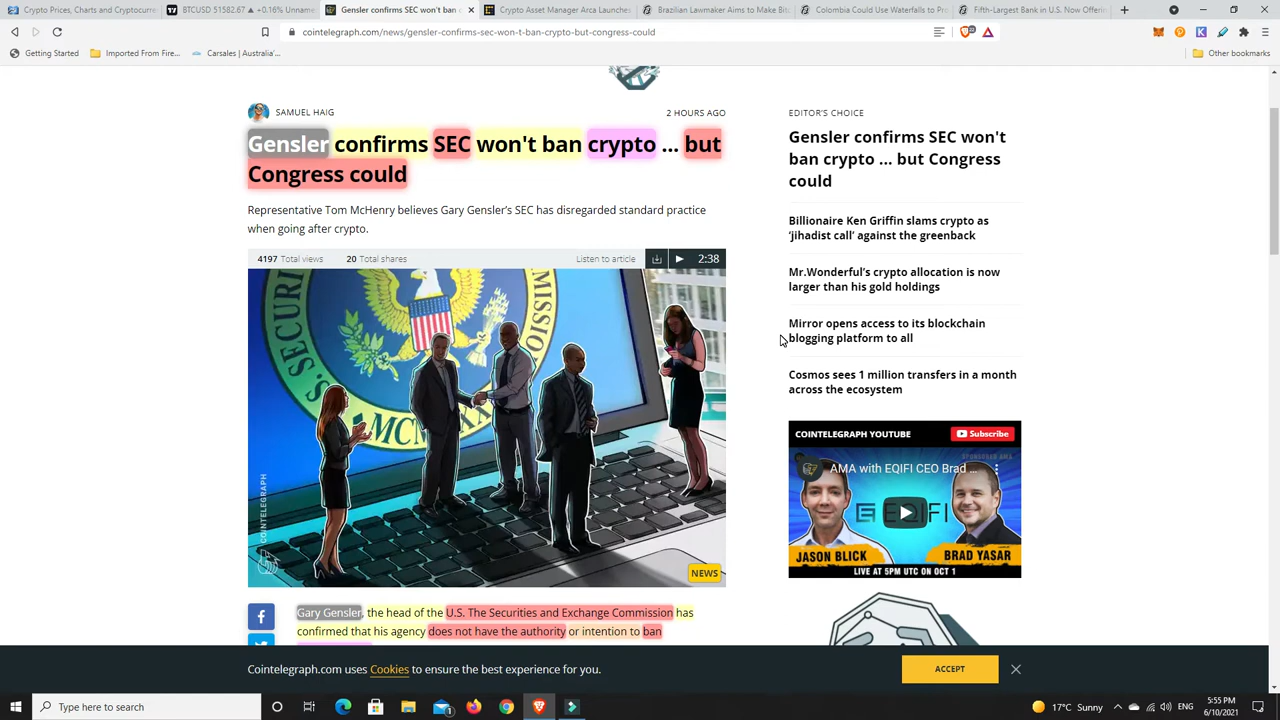 Crypto Prices, Charts and Cryptocurr
BTCUSD 51582.67 ▲ +0.16% Unname
Gensler confirms SEC won't ban
Crypto Asset Manager Arca Launches
Brazilian Lawmaker Aims to Make Bit
Colombia Could Use Waterfalls to Pr
Fifth-Largest Bank in U.S. Now Offerin
cointelegraph.com/news/gensler-confirms-sec-wont-ban-crypto-but-congress-could
Getting Started
Imported From Fire...
Carsales | Australia'...
Other bookmarks
SAMUEL HAIG
2 HOURS AGO
Gensler confirms SEC won't ban crypto ... but
Congress could
Representative Tom McHenry believes Gary Gensler's SEC has disregarded standard practice
when going after crypto.
4197 Total views
20 Total shares
Listen to article
2:38
COINTELEGRAPH
NEWS
Gary Gensler, the head of the U.S. The Securities and Exchange Commission has
confirmed that his agency does not have the authority or intention to ban
EDITOR'S CHOICE
Gensler confirms SEC won't
ban crypto ... but Congress
could
Billionaire Ken Griffin slams crypto as
‘jihadist call’ against the greenback
Mr.Wonderful's crypto allocation is now
larger than his gold holdings
Mirror opens access to its blockchain
blogging platform to all
Cosmos sees 1 million transfers in a month
across the ecosystem
COINTELEGRAPH YOUTUBE
Subscribe
SPONSORED AMA
AMA with EQIFI CEO Brad ...
EQIFI
JASON BLICK
BRAD YASAR
LIVE AT 5PM UTC ON OCT 1
Cointelegraph.com uses Cookies to ensure the best experience for you.
ACCEPT
Type here to search
17°C Sunny
ENG
5:55 PM
6/10/2021